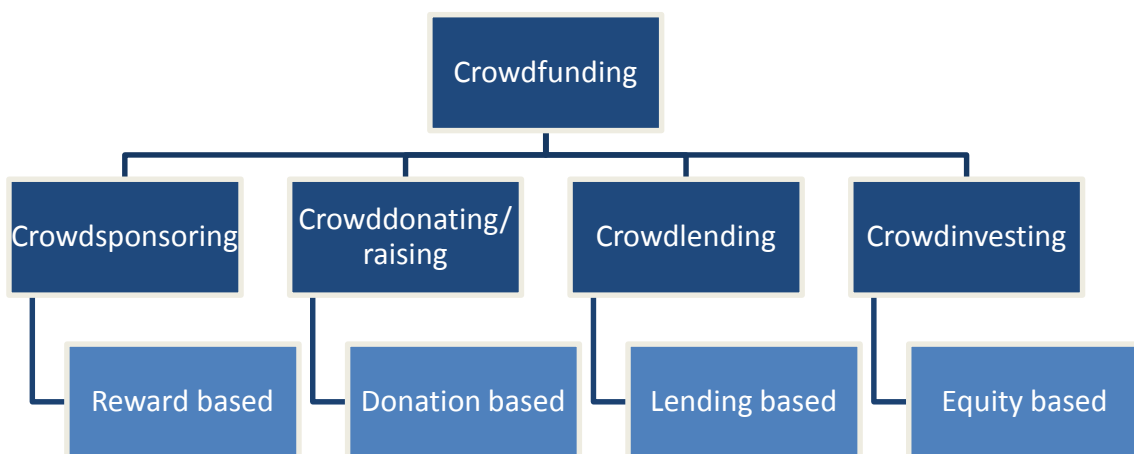 Crowdfunding
Crowdsponsoring
Crowddonating/
raising
Crowdlending
Crowdinvesting
Reward based
Donation based
Lending based
Equity based